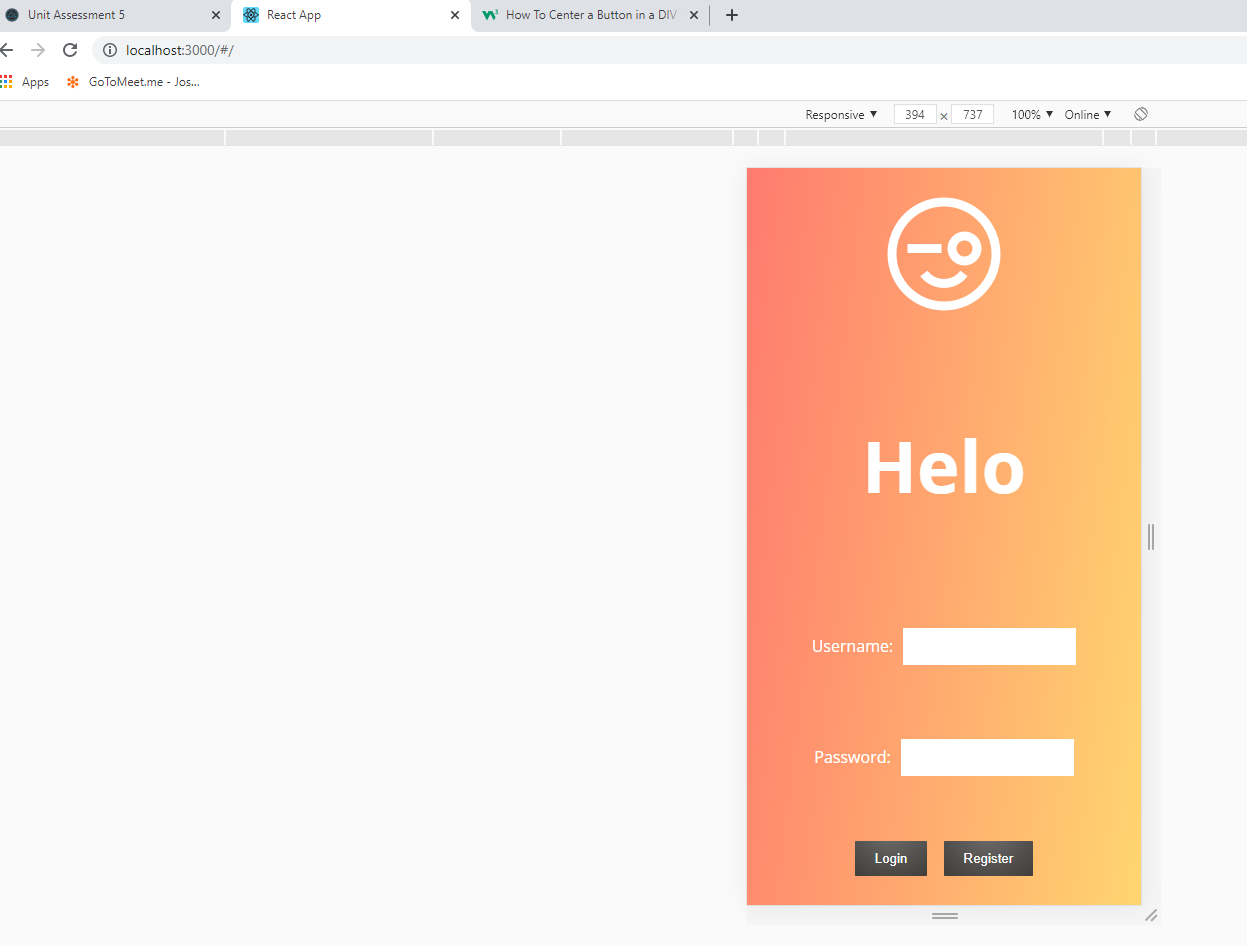 Unit Assessment 5
React App
How To Center a Button in a DIV
localhost:3000/#/
Apps
GoToMeet.me - Jos...
Responsive ▼ 394 × 737 100% ▼ Online ▼
Helo
Username:
Password:
Login Register